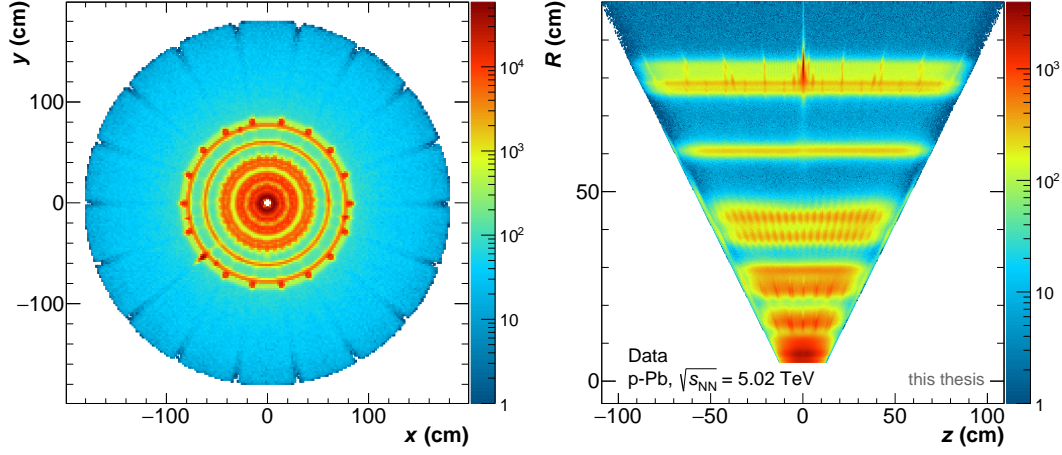 y (cm)
100
0
−100
−100 0 100
x (cm)
10⁴
10³
10²
10
1
R (cm)
50
0
Data
p-Pb, √s_NN = 5.02 TeV
this thesis
−100 −50 0 50 100
z (cm)
10³
10²
10
1